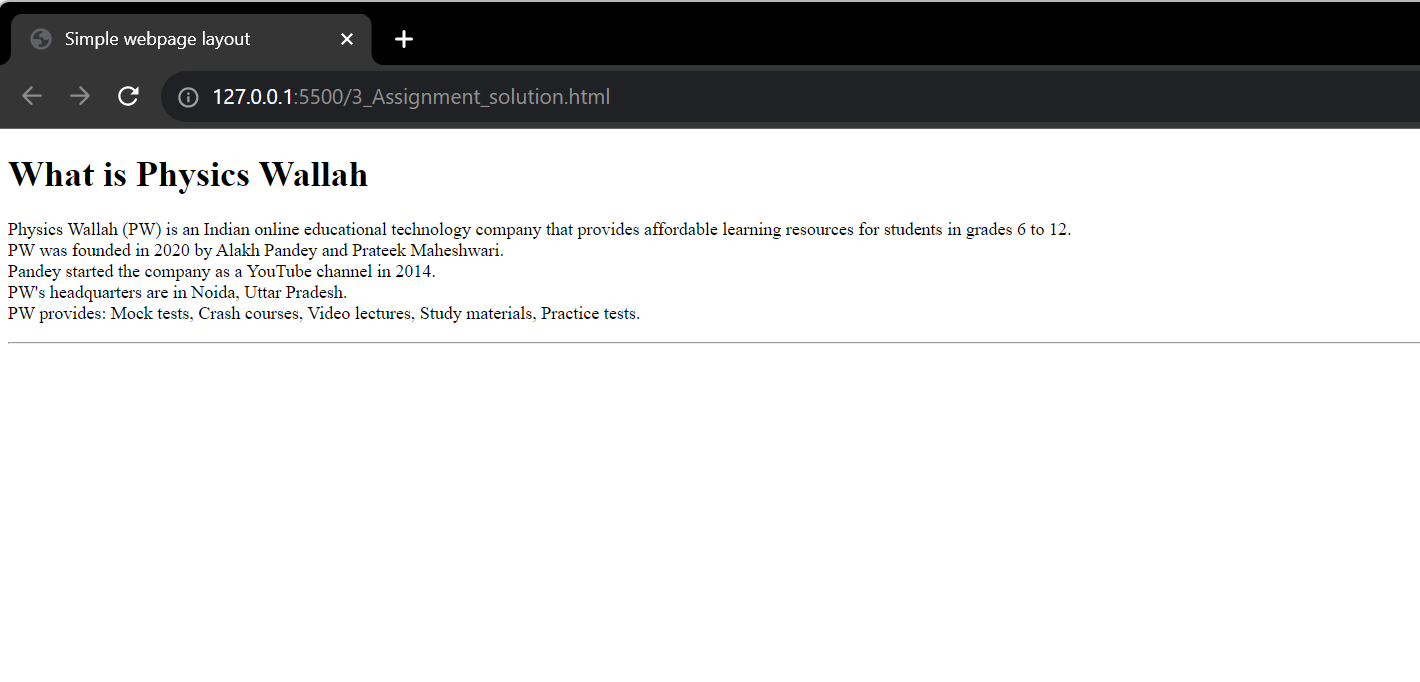 Simple webpage layout
127.0.0.1:5500/3_Assignment_solution.html
What is Physics Wallah
Physics Wallah (PW) is an Indian online educational technology company that provides affordable learning resources for students in grades 6 to 12.
PW was founded in 2020 by Alakh Pandey and Prateek Maheshwari.
Pandey started the company as a YouTube channel in 2014.
PW's headquarters are in Noida, Uttar Pradesh.
PW provides: Mock tests, Crash courses, Video lectures, Study materials, Practice tests.